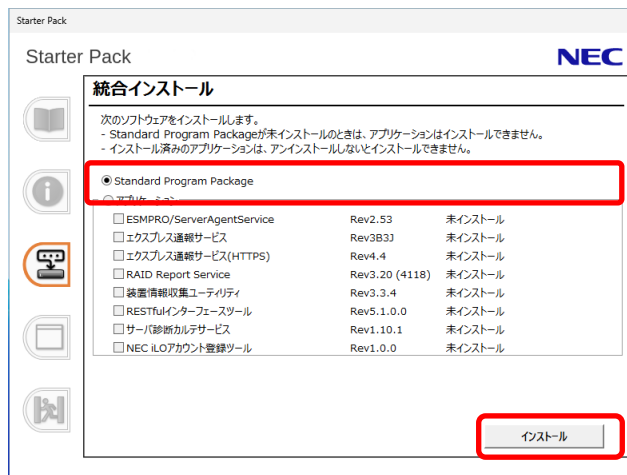 Starter Pack
Starter Pack
NEC
統合インストール
次のソフトウェアをインストールします。
- Standard Program Packageが未インストールのときは、アプリケーションはインストールできません。
- インストール済みのアプリケーションは、アンインストールしないとインストールできません。
Standard Program Package
アプリケーション
ESMPRO/ServerAgentService Rev2.53 未インストール
エクスプレス通報サービス Rev3B3J 未インストール
エクスプレス通報サービス(HTTPS) Rev4.4 未インストール
RAID Report Service Rev3.20 (4118) 未インストール
装置情報収集ユーティリティ Rev3.3.4 未インストール
RESTfulインターフェースツール Rev5.1.0.0 未インストール
サーバ診断カルテサービス Rev1.10.1 未インストール
NEC iLOアカウント登録ツール Rev1.0.0 未インストール
インストール